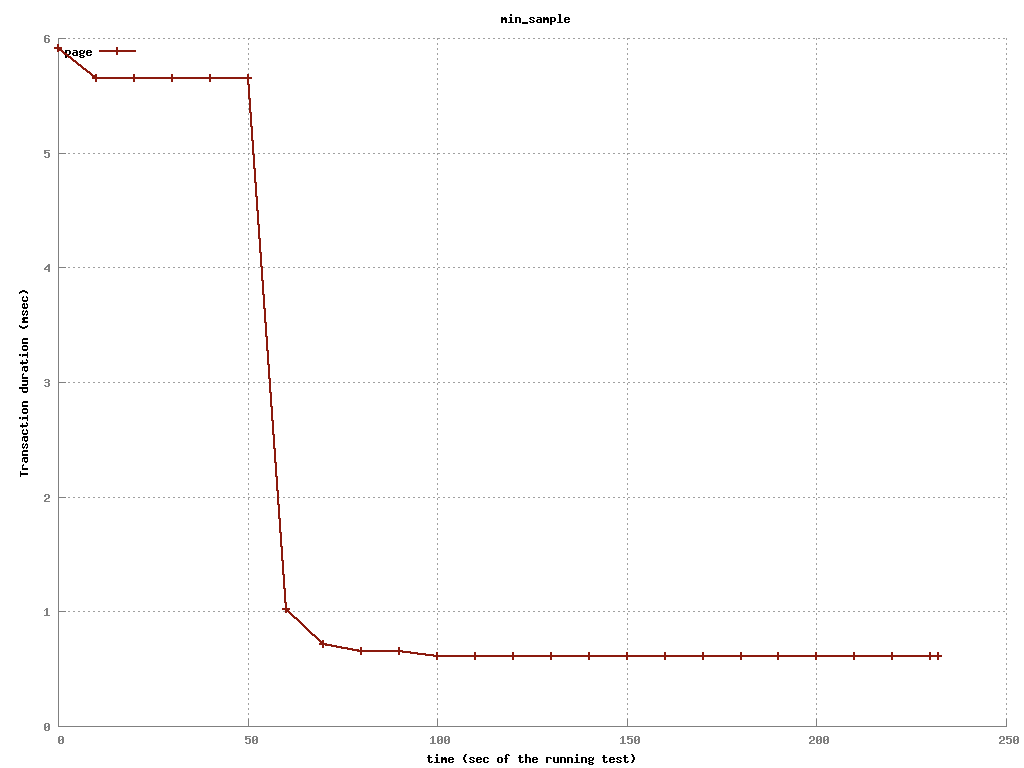 min_sample
page
6
5
4
3
2
1
0
Transaction duration (msec)
0 50 100 150 200 250
time (sec of the running test)